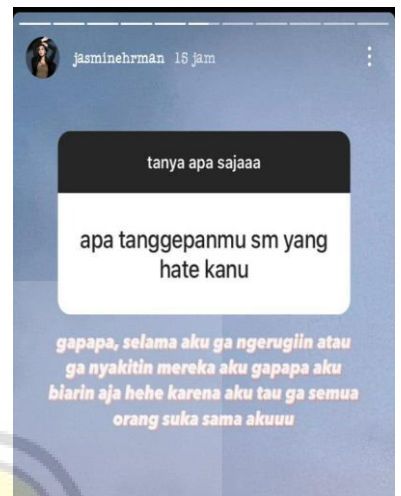 jasminehrman 15 jam
tanya apa sajaaa
apa tanggepanmu sm yang
hate kanu
gapapa, selama aku ga ngerugiin atau
ga nyakitin mereka aku gapapa aku
biarin aja hehe karena aku tau ga semua
orang suka sama akuuu